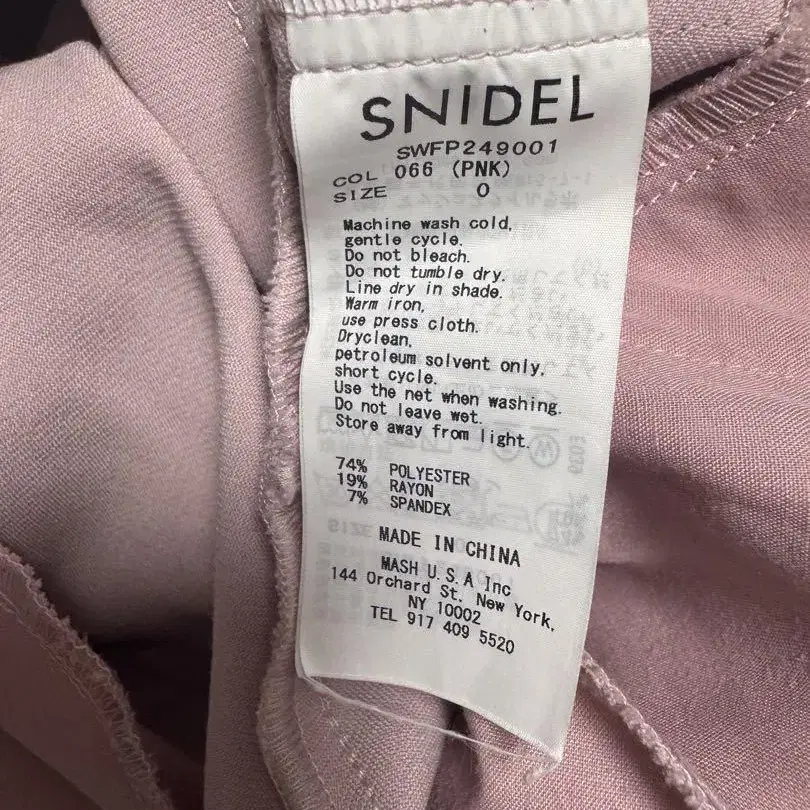 SNIDEL
SWFP249001
COL 066 (PNK)
SIZE 0
Machine wash cold,
gentle cycle.
Do not bleach.
Do not tumble dry.
Line dry in shade.
Warm iron,
use press cloth.
Dryclean,
petroleum solvent only,
short cycle.
Use the net when washing.
Do not leave wet.
Store away from light.
74% POLYESTER
19% RAYON
7% SPANDEX
MADE IN CHINA
MASH U.S.A Inc
144 Orchard St. New York,
NY 10002
TEL 917 409 5520